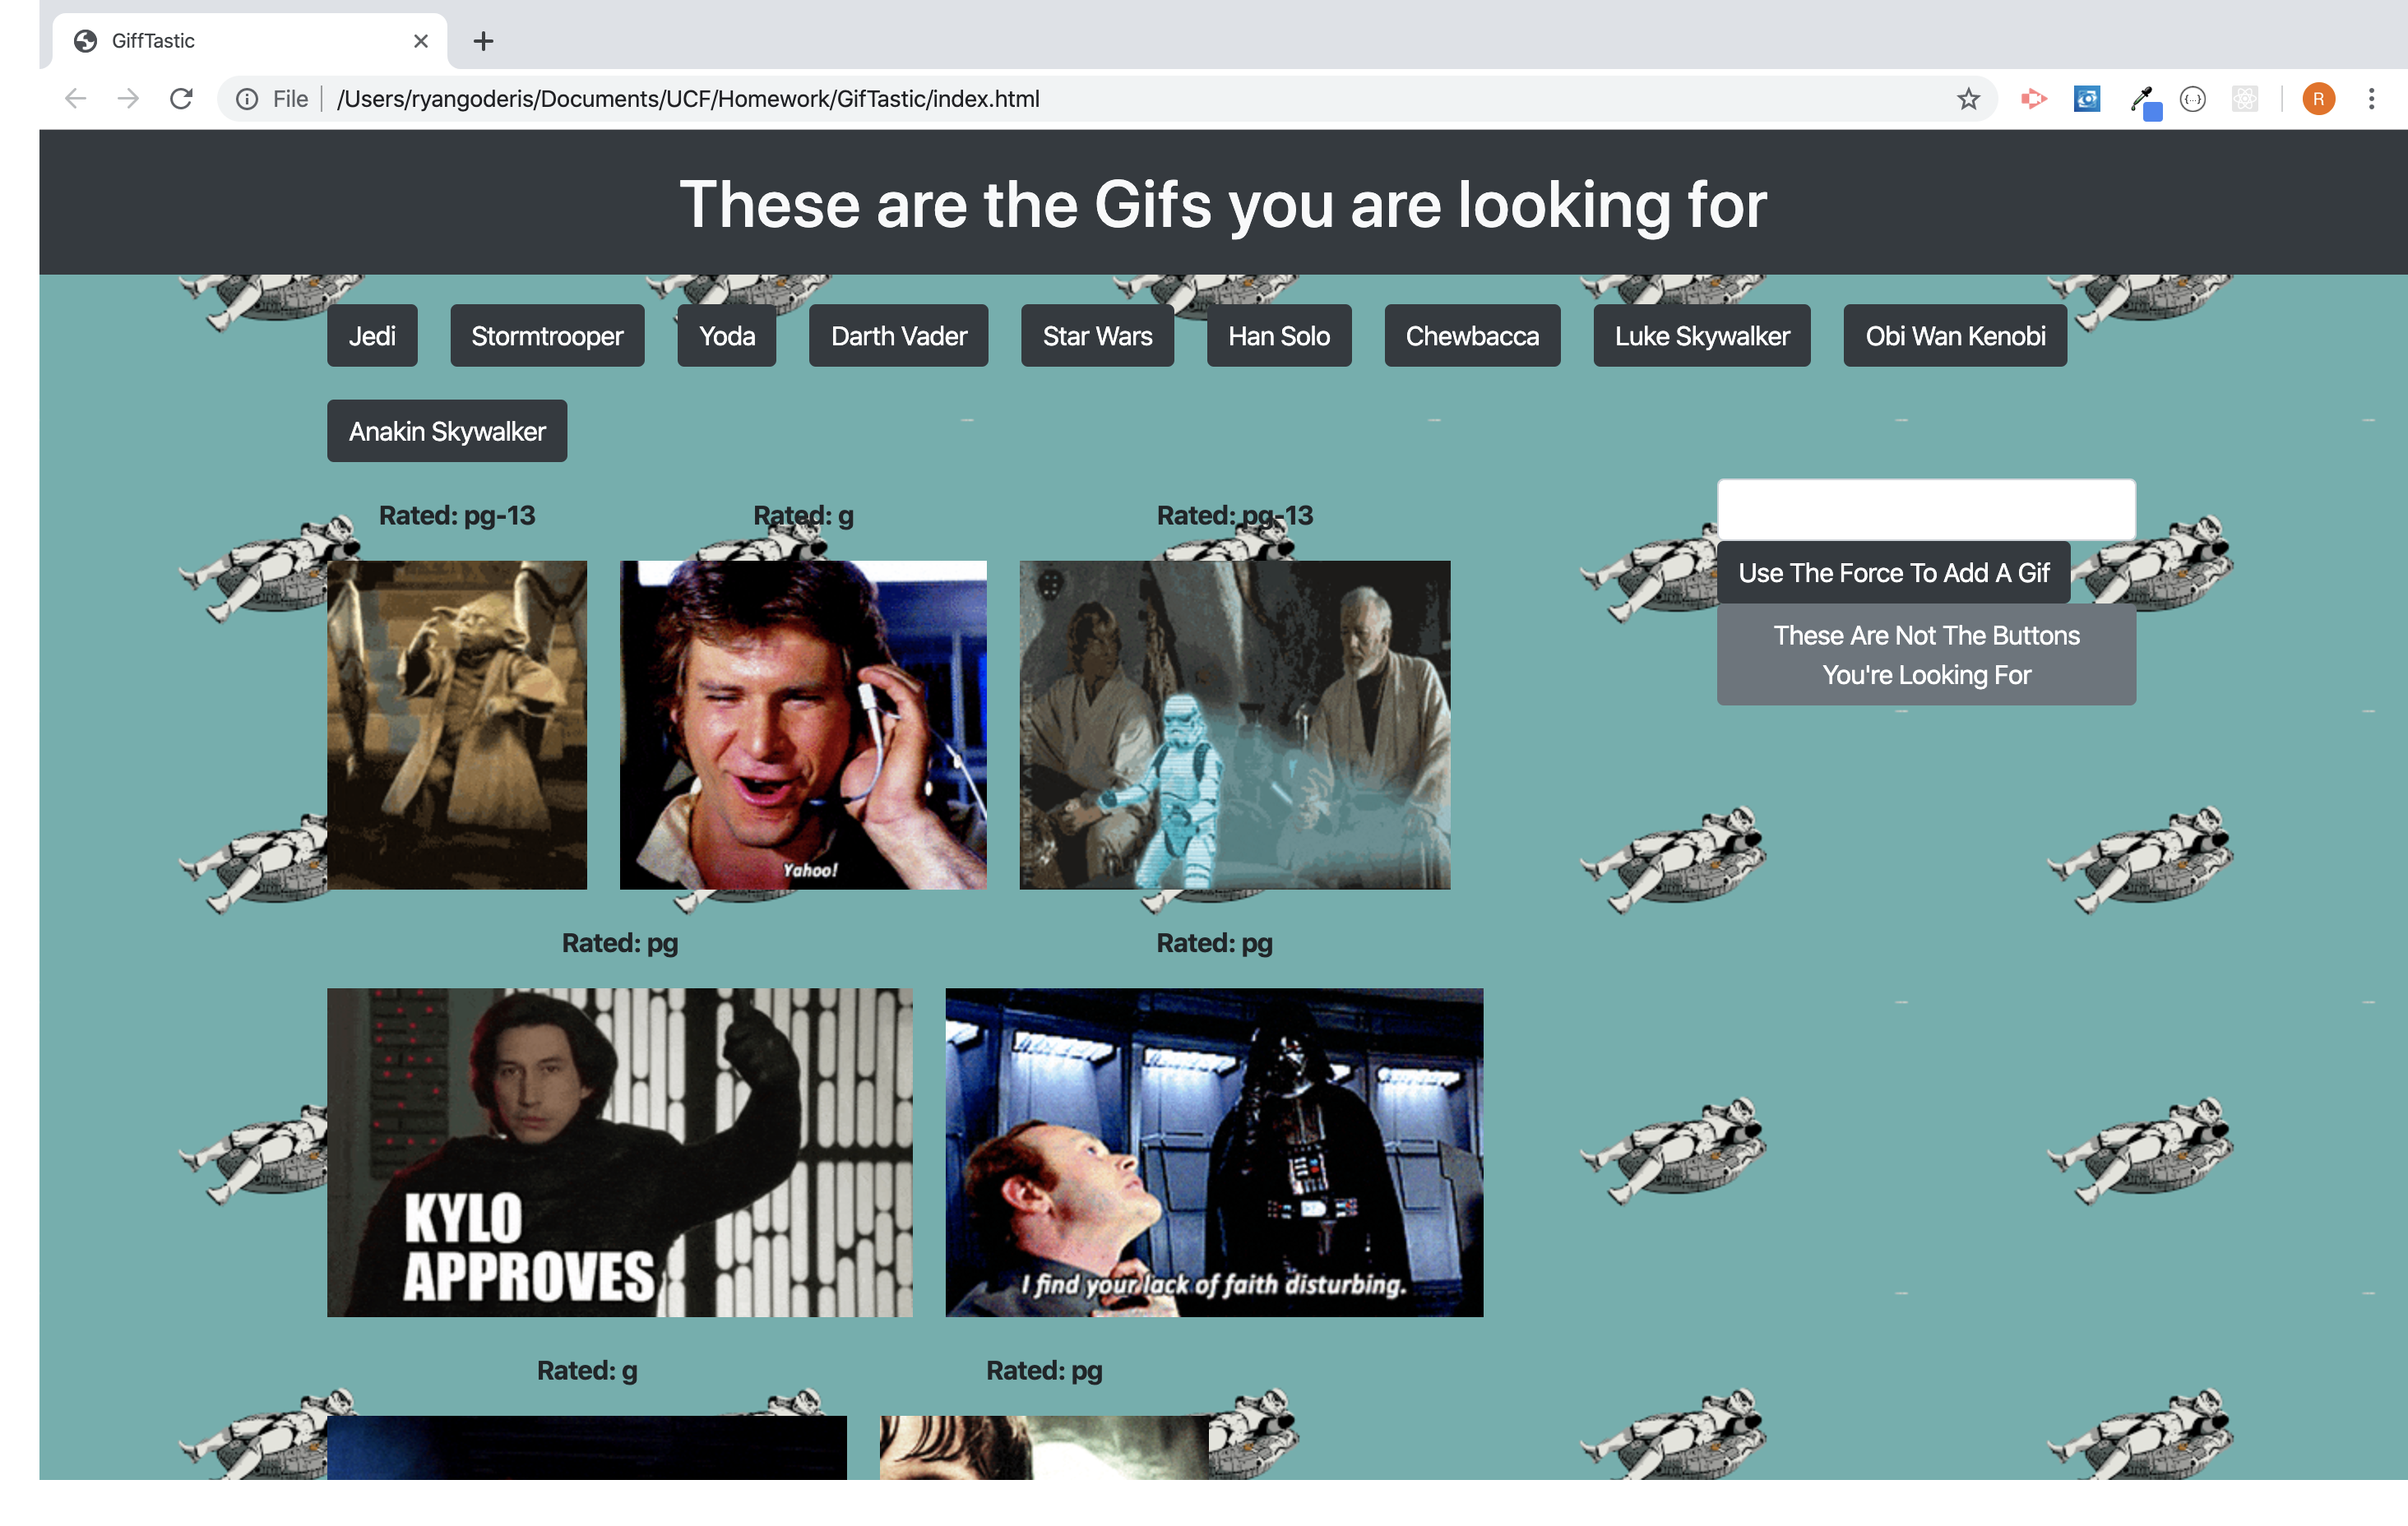 GiffTastic
File /Users/ryangoderis/Documents/UCF/Homework/GifTastic/index.html
R
These are the Gifs you are looking for
Jedi
Stormtrooper
Yoda
Darth Vader
Star Wars
Han Solo
Chewbacca
Luke Skywalker
Obi Wan Kenobi
Anakin Skywalker
Rated: pg-13
Rated: g
Rated: pg-13
Use The Force To Add A Gif
These Are Not The Buttons
You're Looking For
Yahoo!
Rated: pg
Rated: pg
KYLO
APPROVES
I find your lack of faith disturbing.
Rated: g
Rated: pg